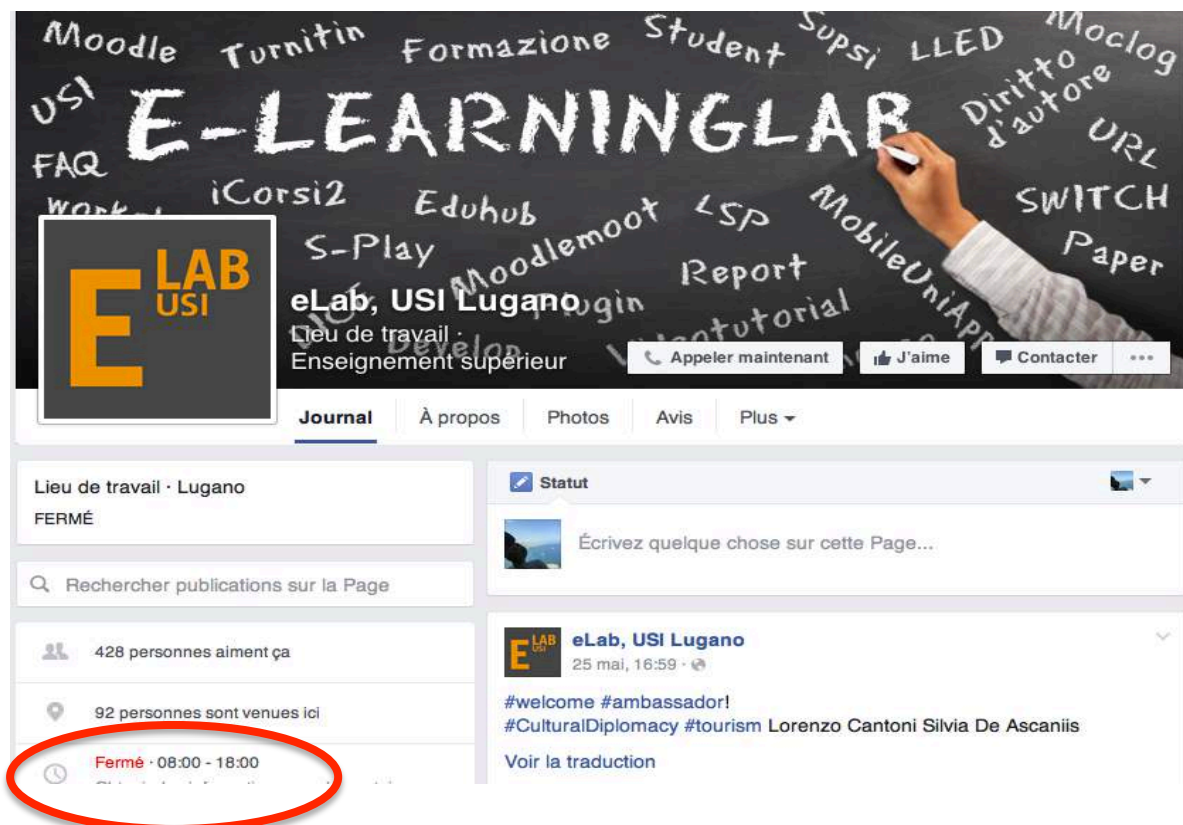 Moodle Turnitin Formazione Student Supsi LLED Moclog
USI E-LEARNINGLAB Diritto d'autore URL
FAQ iCorsi2 Eduhub LSP MobileUniApp SWITCH
S-Play Moodlemoot Report Paper
E LAB
USI
eLab, USI Lugano
Lieu de travail ·
Enseignement supérieur
Develop
Appeler maintenant
J'aime
Contacter
Journal
À propos
Photos
Avis
Plus
Lieu de travail · Lugano
FERMÉ
Rechercher publications sur la Page
428 personnes aiment ça
92 personnes sont venues ici
Fermé · 08:00 - 18:00
Statut
Écrivez quelque chose sur cette Page...
E LAB
USI
eLab, USI Lugano
25 mai, 16:59 ·
#welcome #ambassador!
#CulturalDiplomacy #tourism Lorenzo Cantoni Silvia De Ascaniis
Voir la traduction